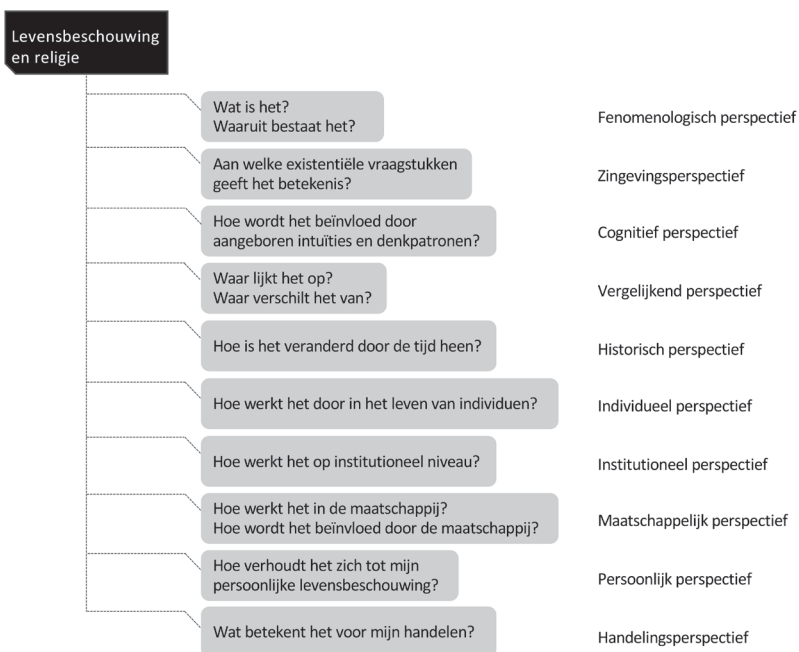 Levensbeschouwing
en religie
Wat is het?
Waaruit bestaat het?
Fenomenologisch perspectief
Aan welke existentiële vraagstukken
geeft het betekenis?
Zingevingsperspectief
Hoe wordt het beïnvloed door
aangeboren intuïties en denkpatronen?
Cognitief perspectief
Waar lijkt het op?
Waar verschilt het van?
Vergelijkend perspectief
Hoe is het veranderd door de tijd heen?
Historisch perspectief
Hoe werkt het door in het leven van individuen?
Individueel perspectief
Hoe werkt het op institutioneel niveau?
Institutioneel perspectief
Hoe werkt het in de maatschappij?
Hoe wordt het beïnvloed door de maatschappij?
Maatschappelijk perspectief
Hoe verhoudt het zich tot mijn
persoonlijke levensbeschouwing?
Persoonlijk perspectief
Wat betekent het voor mijn handelen?
Handelingsperspectief